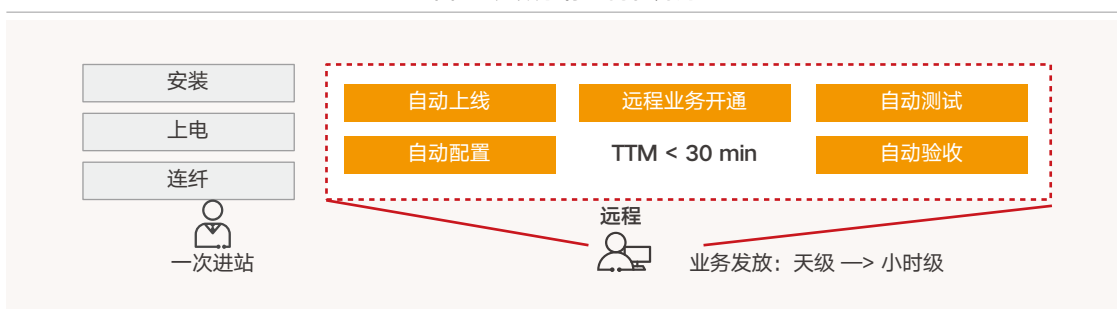 安装
上电
连纤
一次进站
自动上线
远程业务开通
自动测试
自动配置
TTM < 30 min
自动验收
远程
业务发放：天级 —> 小时级